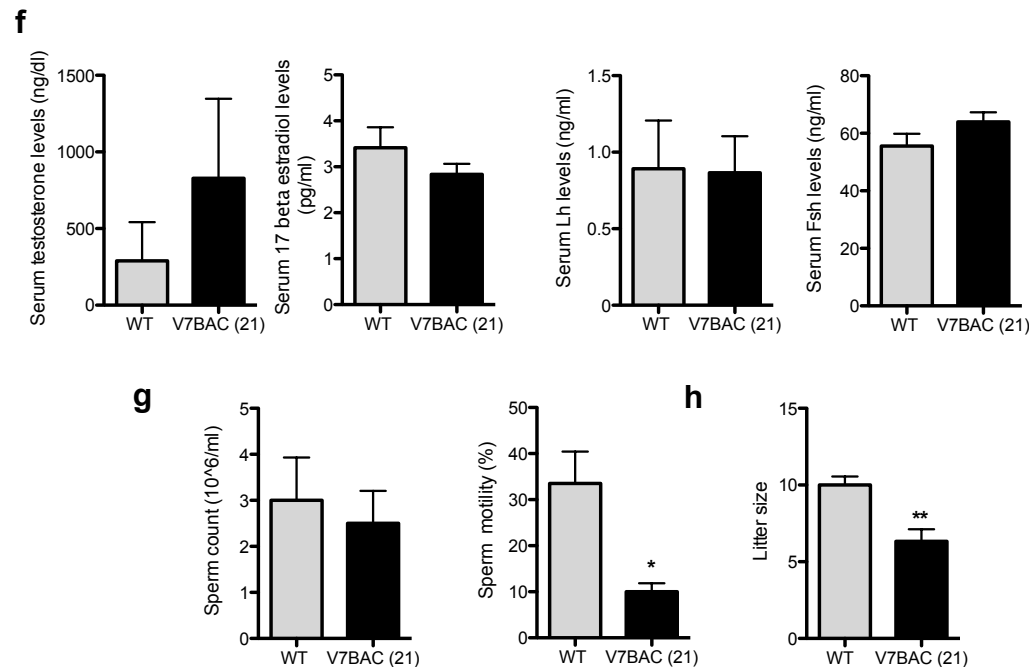 f
Serum testosterone levels (ng/dl)
1500
1000
500
0
WT
V7BAC (21)
Serum 17 beta estradiol levels
(pg/ml)
5
4
3
2
1
0
WT
V7BAC (21)
Serum Lh levels (ng/ml)
1.5
1.0
0.5
0
WT
V7BAC (21)
Serum Fsh levels (ng/ml)
80
60
40
20
0
WT
V7BAC (21)
g
Sperm count (10^6/ml)
5
4
3
2
1
0
WT
V7BAC (21)
Sperm motility (%)
50
40
30
20
10
0
*
WT
V7BAC (21)
h
Litter size
15
10
5
0
**
WT
V7BAC (21)